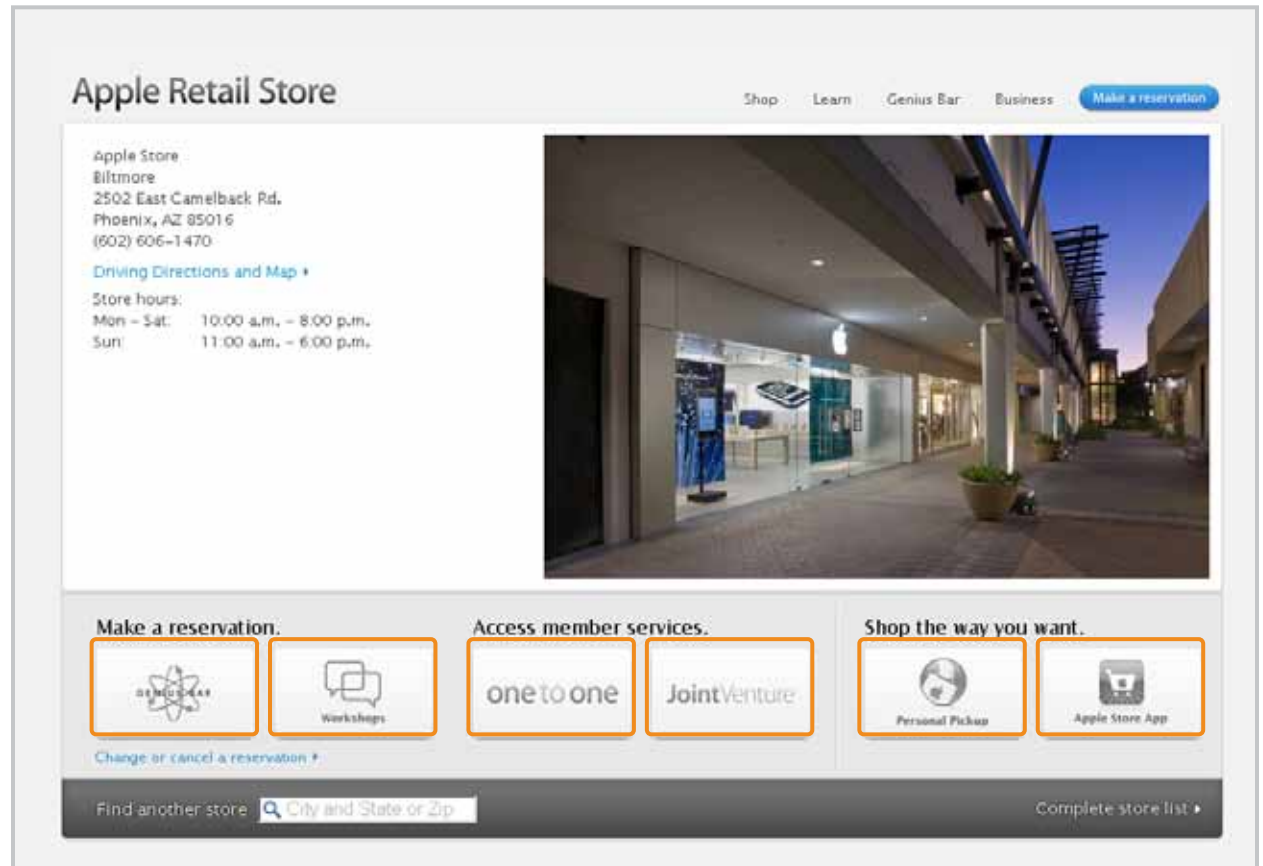 Apple Retail Store
Shop Learn Genius Bar Business Make a reservation
Apple Store
Biltmore
2502 East Camelback Rd.
Phoenix, AZ 85016
(602) 606-1470
Driving Directions and Map
Store hours:
Mon – Sat: 10:00 a.m. – 8:00 p.m.
Sun: 11:00 a.m. – 6:00 p.m.
Make a reservation.
GENIUS BAR
Workshops
Change or cancel a reservation
Access member services.
one to one
JointVenture
Shop the way you want.
Personal Pickup
Apple Store App
Find another store City and State or Zip
Complete store list